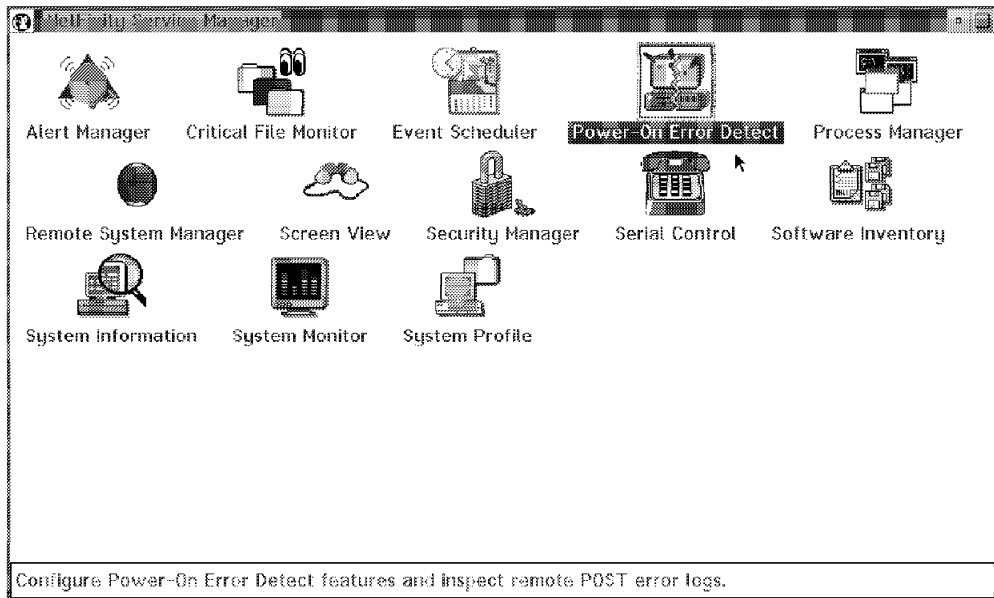 NetFinity Service Manager
Alert Manager
Critical File Monitor
Event Scheduler
Power-On Error Detect
Process Manager
Remote System Manager
Screen View
Security Manager
Serial Control
Software Inventory
System Information
System Monitor
System Profile
Configure Power-On Error Detect features and inspect remote POST error logs.